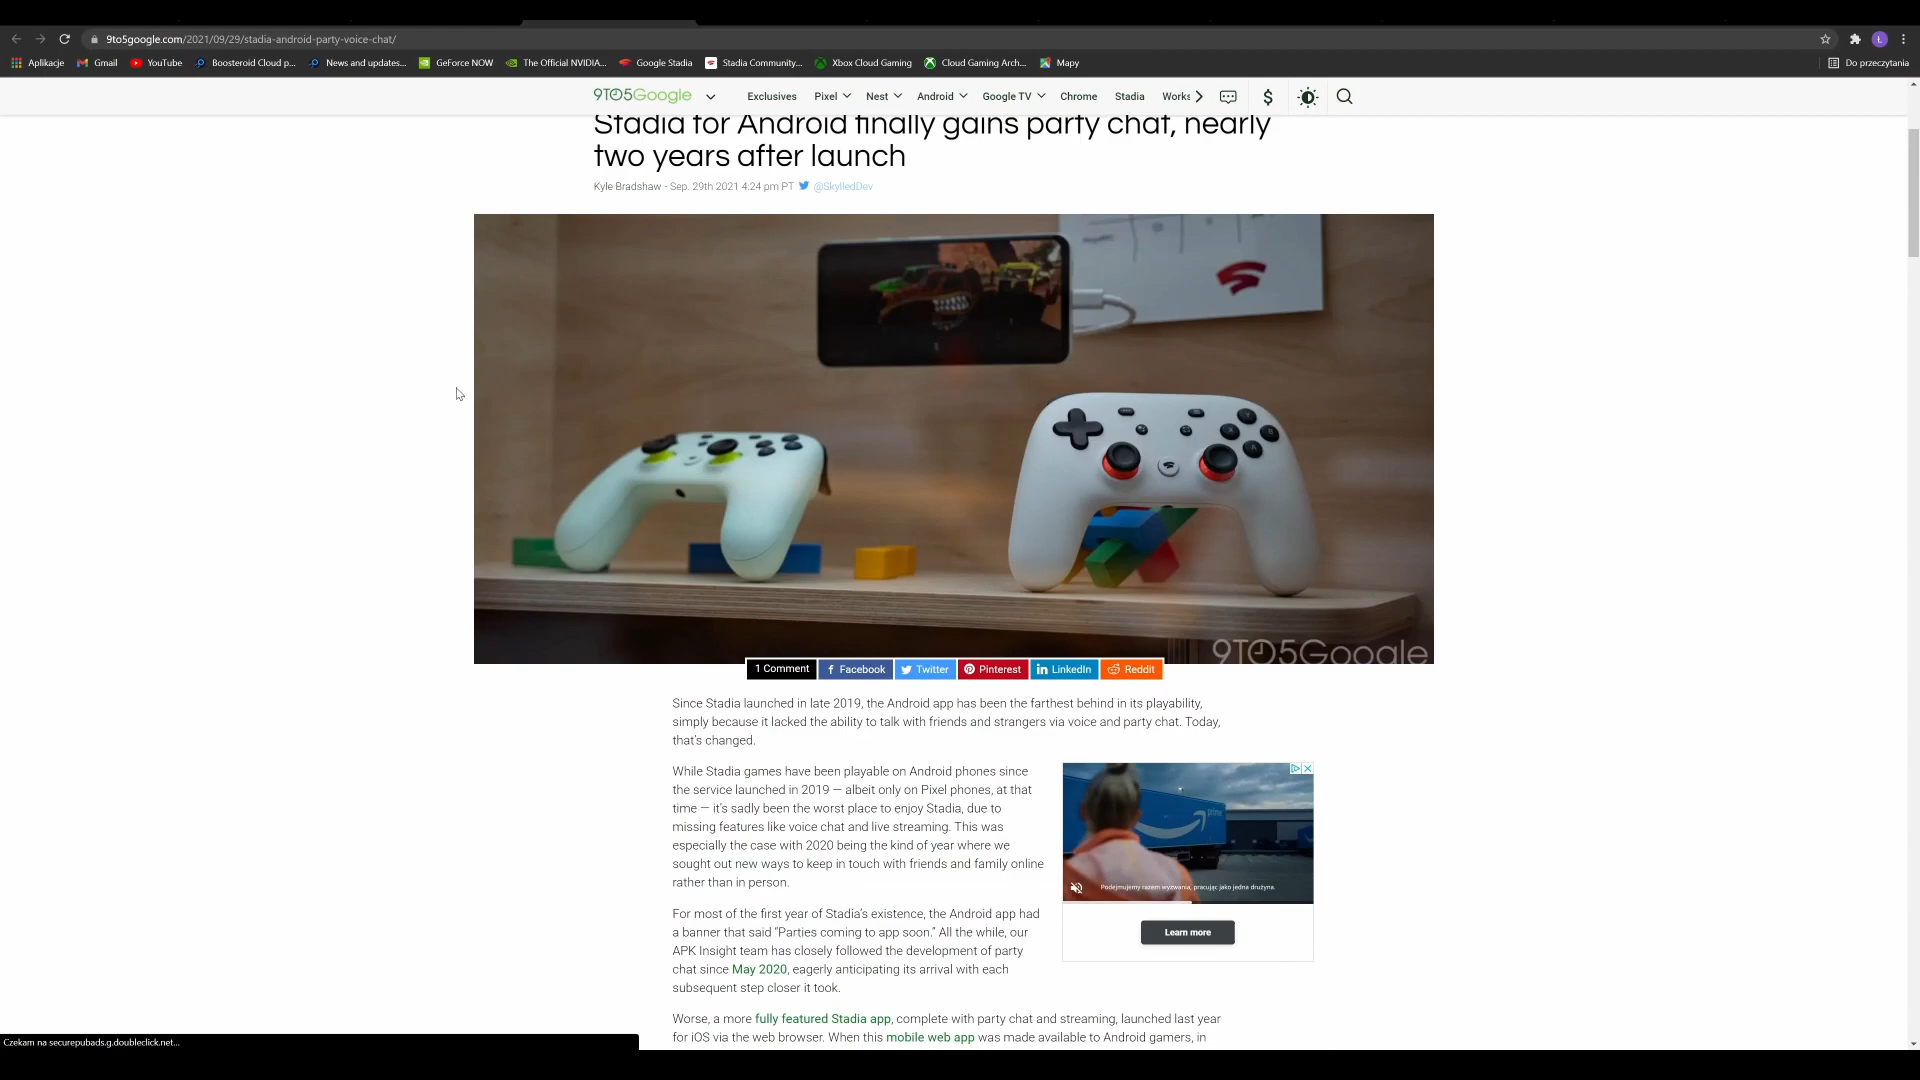 9to5google.com/2021/09/29/stadia-android-party-voice-chat/
Aplikacje Gmail YouTube Boosteroid Cloud p... News and updates... GeForce NOW The Official NVIDIA... Google Stadia Stadia Community... Xbox Cloud Gaming Cloud Gaming Arch... Mapy Do przeczytania
9TO5Google Exclusives Pixel Nest Android Google TV Chrome Stadia Works
Stadia for Android finally gains party chat, nearly
two years after launch
Kyle Bradshaw - Sep. 29th 2021 4:24 pm PT @SkylledDev
9TO5Google
1 Comment Facebook Twitter Pinterest LinkedIn Reddit
Since Stadia launched in late 2019, the Android app has been the farthest behind in its playability,
simply because it lacked the ability to talk with friends and strangers via voice and party chat. Today,
that's changed.
While Stadia games have been playable on Android phones since
the service launched in 2019 — albeit only on Pixel phones, at that
time — it's sadly been the worst place to enjoy Stadia, due to
missing features like voice chat and live streaming. This was
especially the case with 2020 being the kind of year where we
sought out new ways to keep in touch with friends and family online
rather than in person.
prime
Podejmujemy razem wyzwania, pracując jako jedna drużyna.
Learn more
For most of the first year of Stadia's existence, the Android app had
a banner that said “Parties coming to app soon.” All the while, our
APK Insight team has closely followed the development of party
chat since May 2020, eagerly anticipating its arrival with each
subsequent step closer it took.
Worse, a more fully featured Stadia app, complete with party chat and streaming, launched last year
for iOS via the web browser. When this mobile web app was made available to Android gamers, in
Czekam na securepubads.g.doubleclick.net...